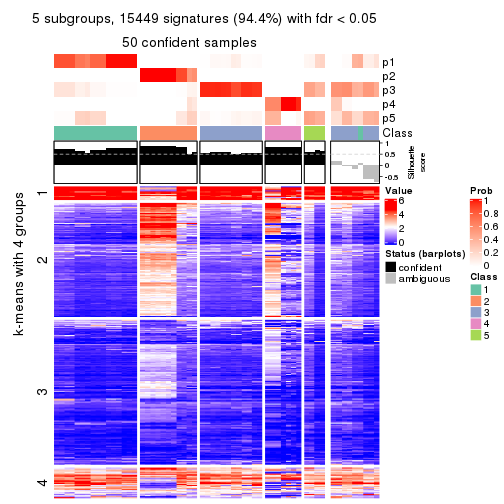 5 subgroups, 15449 signatures (94.4%) with fdr < 0.05
50 confident samples
p1
p2
p3
p4
p5
Class
1
0.5
0
-0.5
Silhouette
score
k-means with 4 groups
1
2
3
4
Value
6
4
2
0
Status (barplots)
confident
ambiguous
Prob
1
0.8
0.6
0.4
0.2
0
Class
1
2
3
4
5